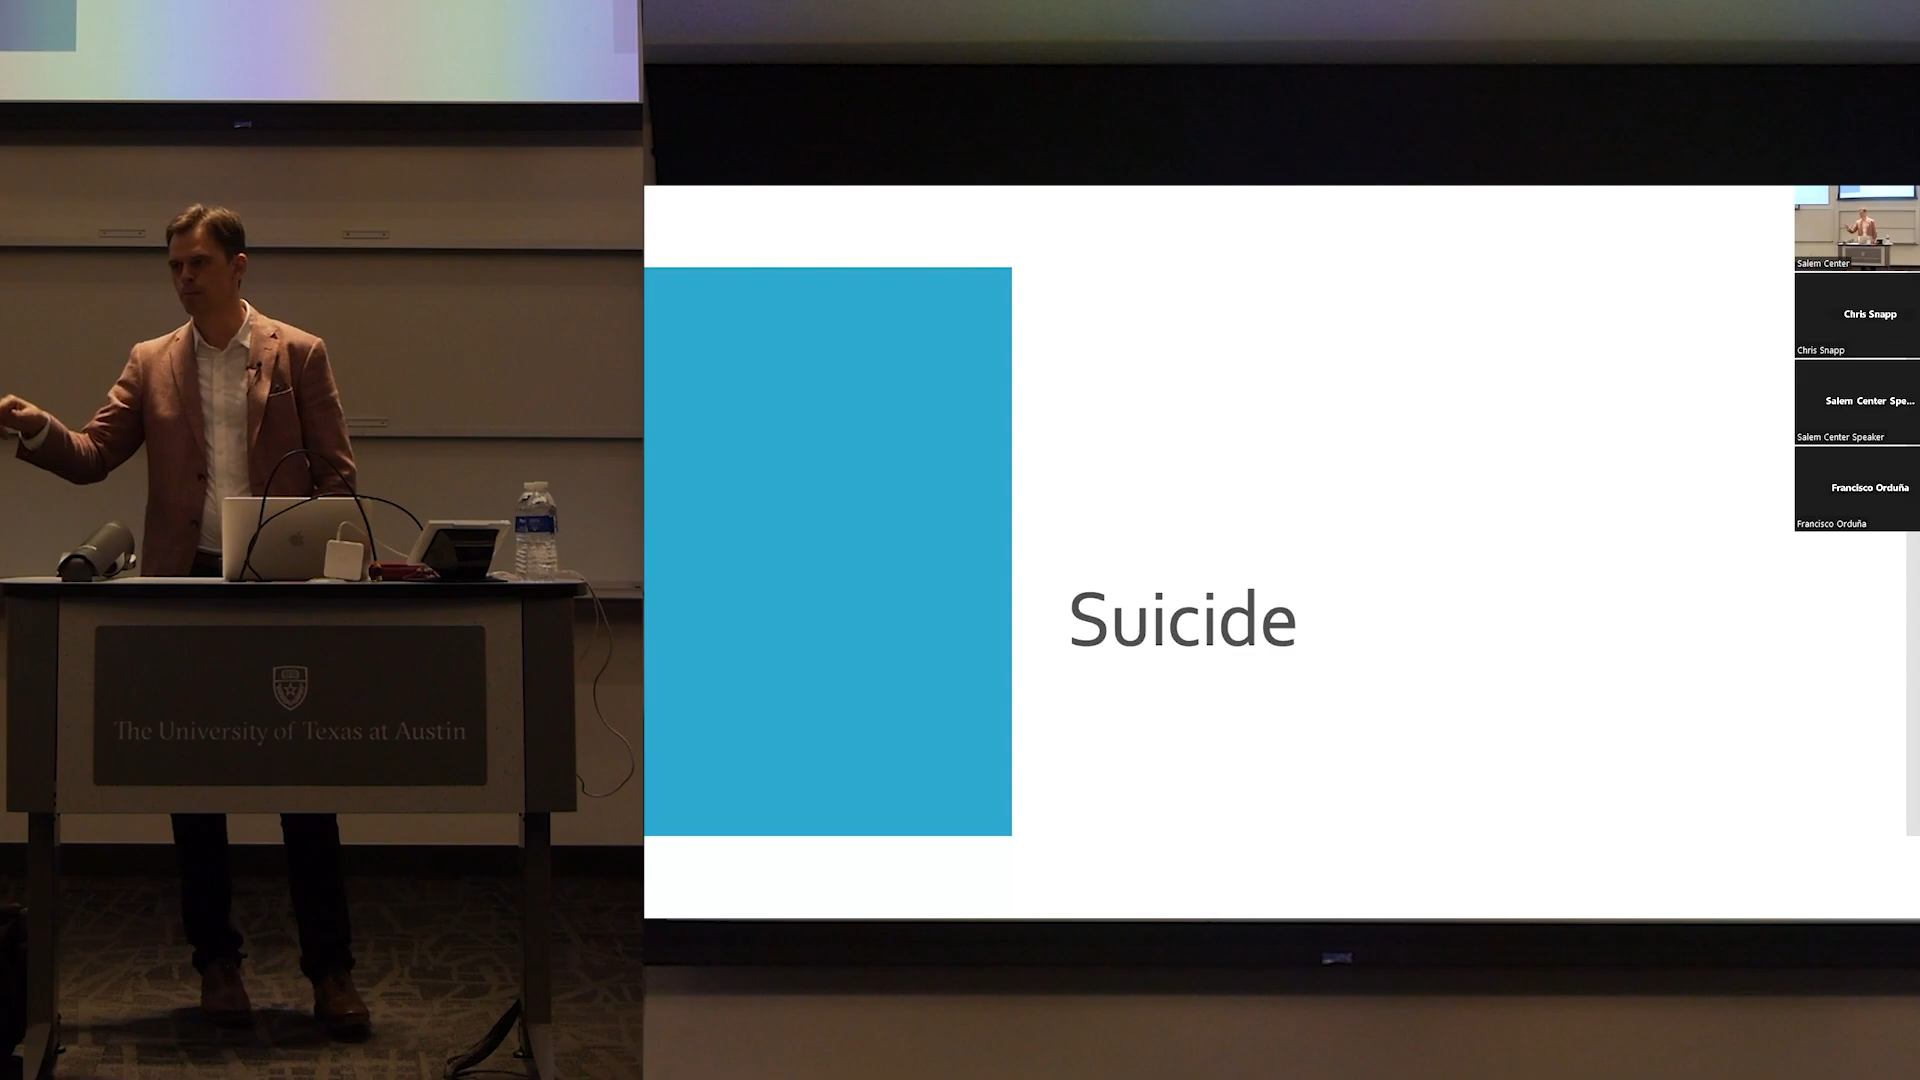 The University of Texas at Austin
Suicide
Salem Center
Chris Snapp
Chris Snapp
Salem Center Spe...
Salem Center Speaker
Francisco Orduña
Francisco Orduña